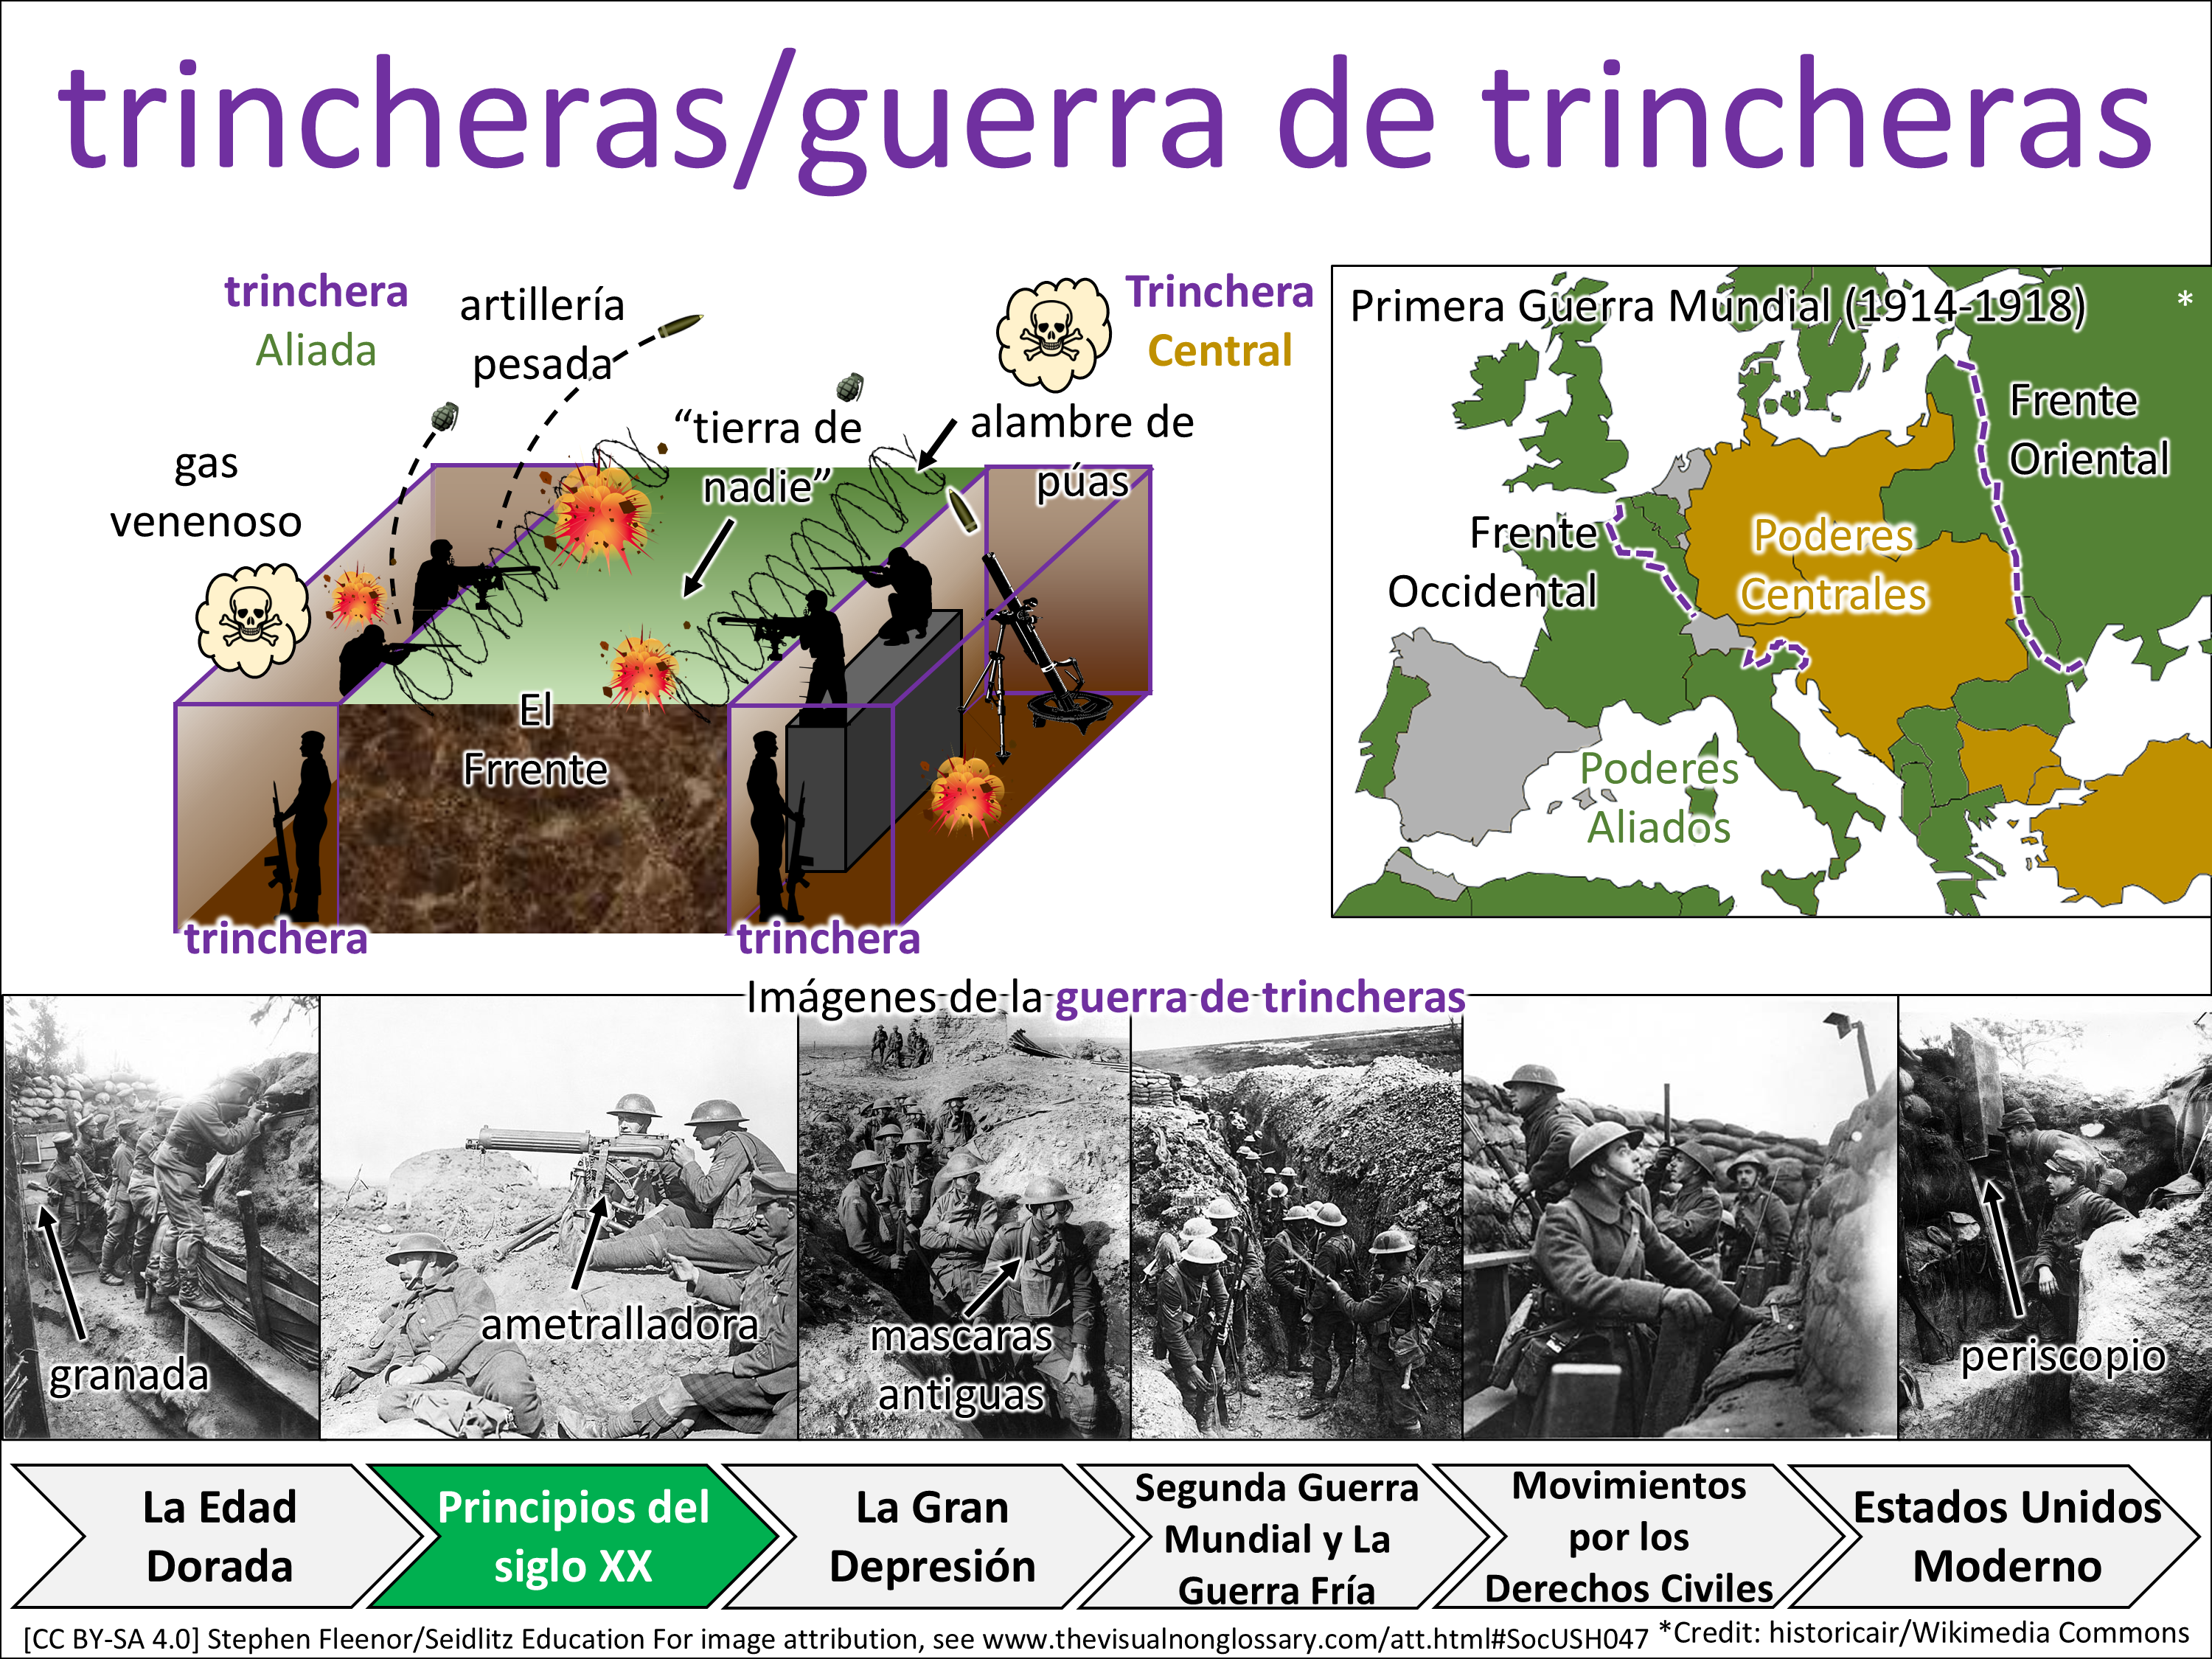 trincheras/guerra de trincheras
trinchera
Aliada
artillería
pesada
Trinchera
Central
"tierra de
nadie"
alambre de
púas
gas
venenoso
El
Frrente
trinchera
trinchera
Primera Guerra Mundial (1914-1918)
*
Frente
Oriental
Frente
Occidental
Poderes
Centrales
Poderes
Aliados
Imágenes de la guerra de trincheras
granada
ametralladora
mascaras
antiguas
periscopio
La Edad
Dorada
Principios del
siglo XX
La Gran
Depresión
Segunda Guerra
Mundial y La
Guerra Fría
Movimientos
por los
Derechos Civiles
Estados Unidos
Moderno
[CC BY-SA 4.0] Stephen Fleenor/Seidlitz Education For image attribution, see www.thevisualnonglossary.com/att.html#SocUSH047
*Credit: historicair/Wikimedia Commons